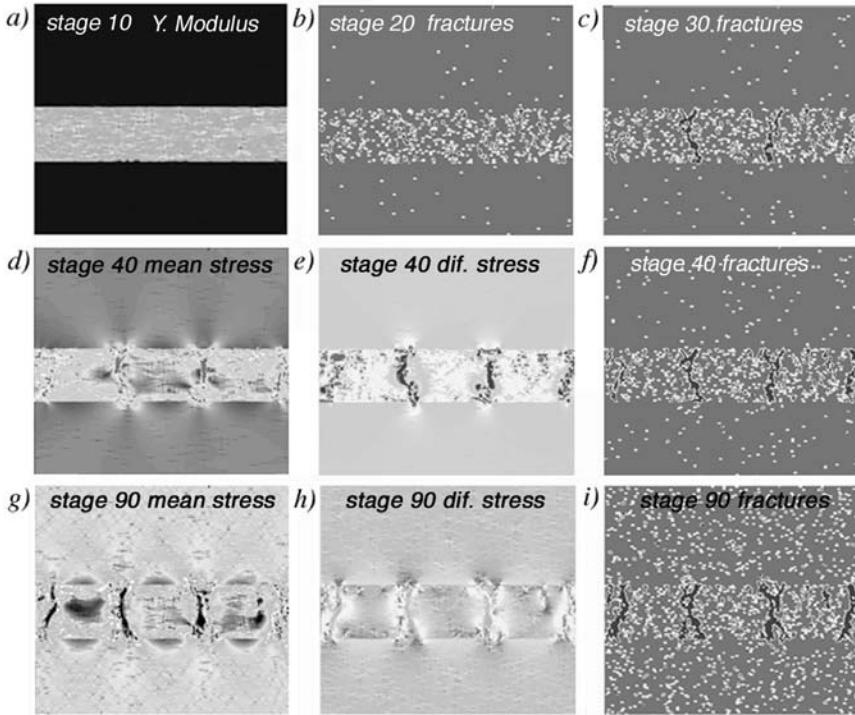 a) stage 10 Y. Modulus
b) stage 20 fractures
c) stage 30 fractures
d) stage 40 mean stress
e) stage 40 dif. stress
f) stage 40 fractures
g) stage 90 mean stress
h) stage 90 dif. stress
i) stage 90 fractures